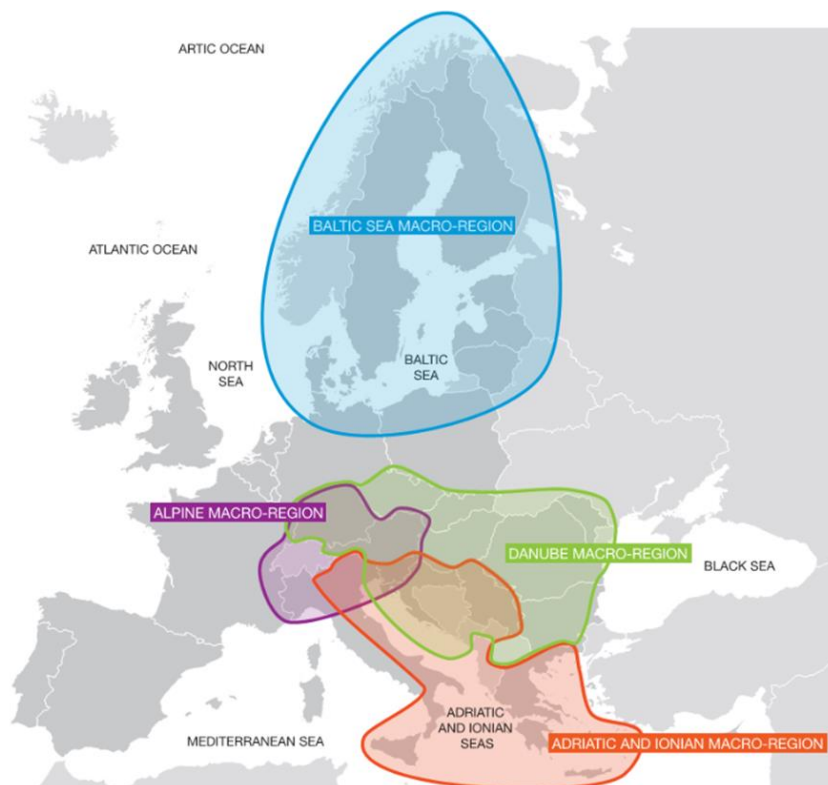 ARTIC OCEAN
BALTIC SEA MACRO-REGION
ATLANTIC OCEAN
NORTH
SEA
BALTIC
SEA
ALPINE MACRO-REGION
DANUBE MACRO-REGION
BLACK SEA
ADRIATIC
AND IONIAN
SEAS
MEDITERRANEAN SEA
ADRIATIC AND IONIAN MACRO-REGION